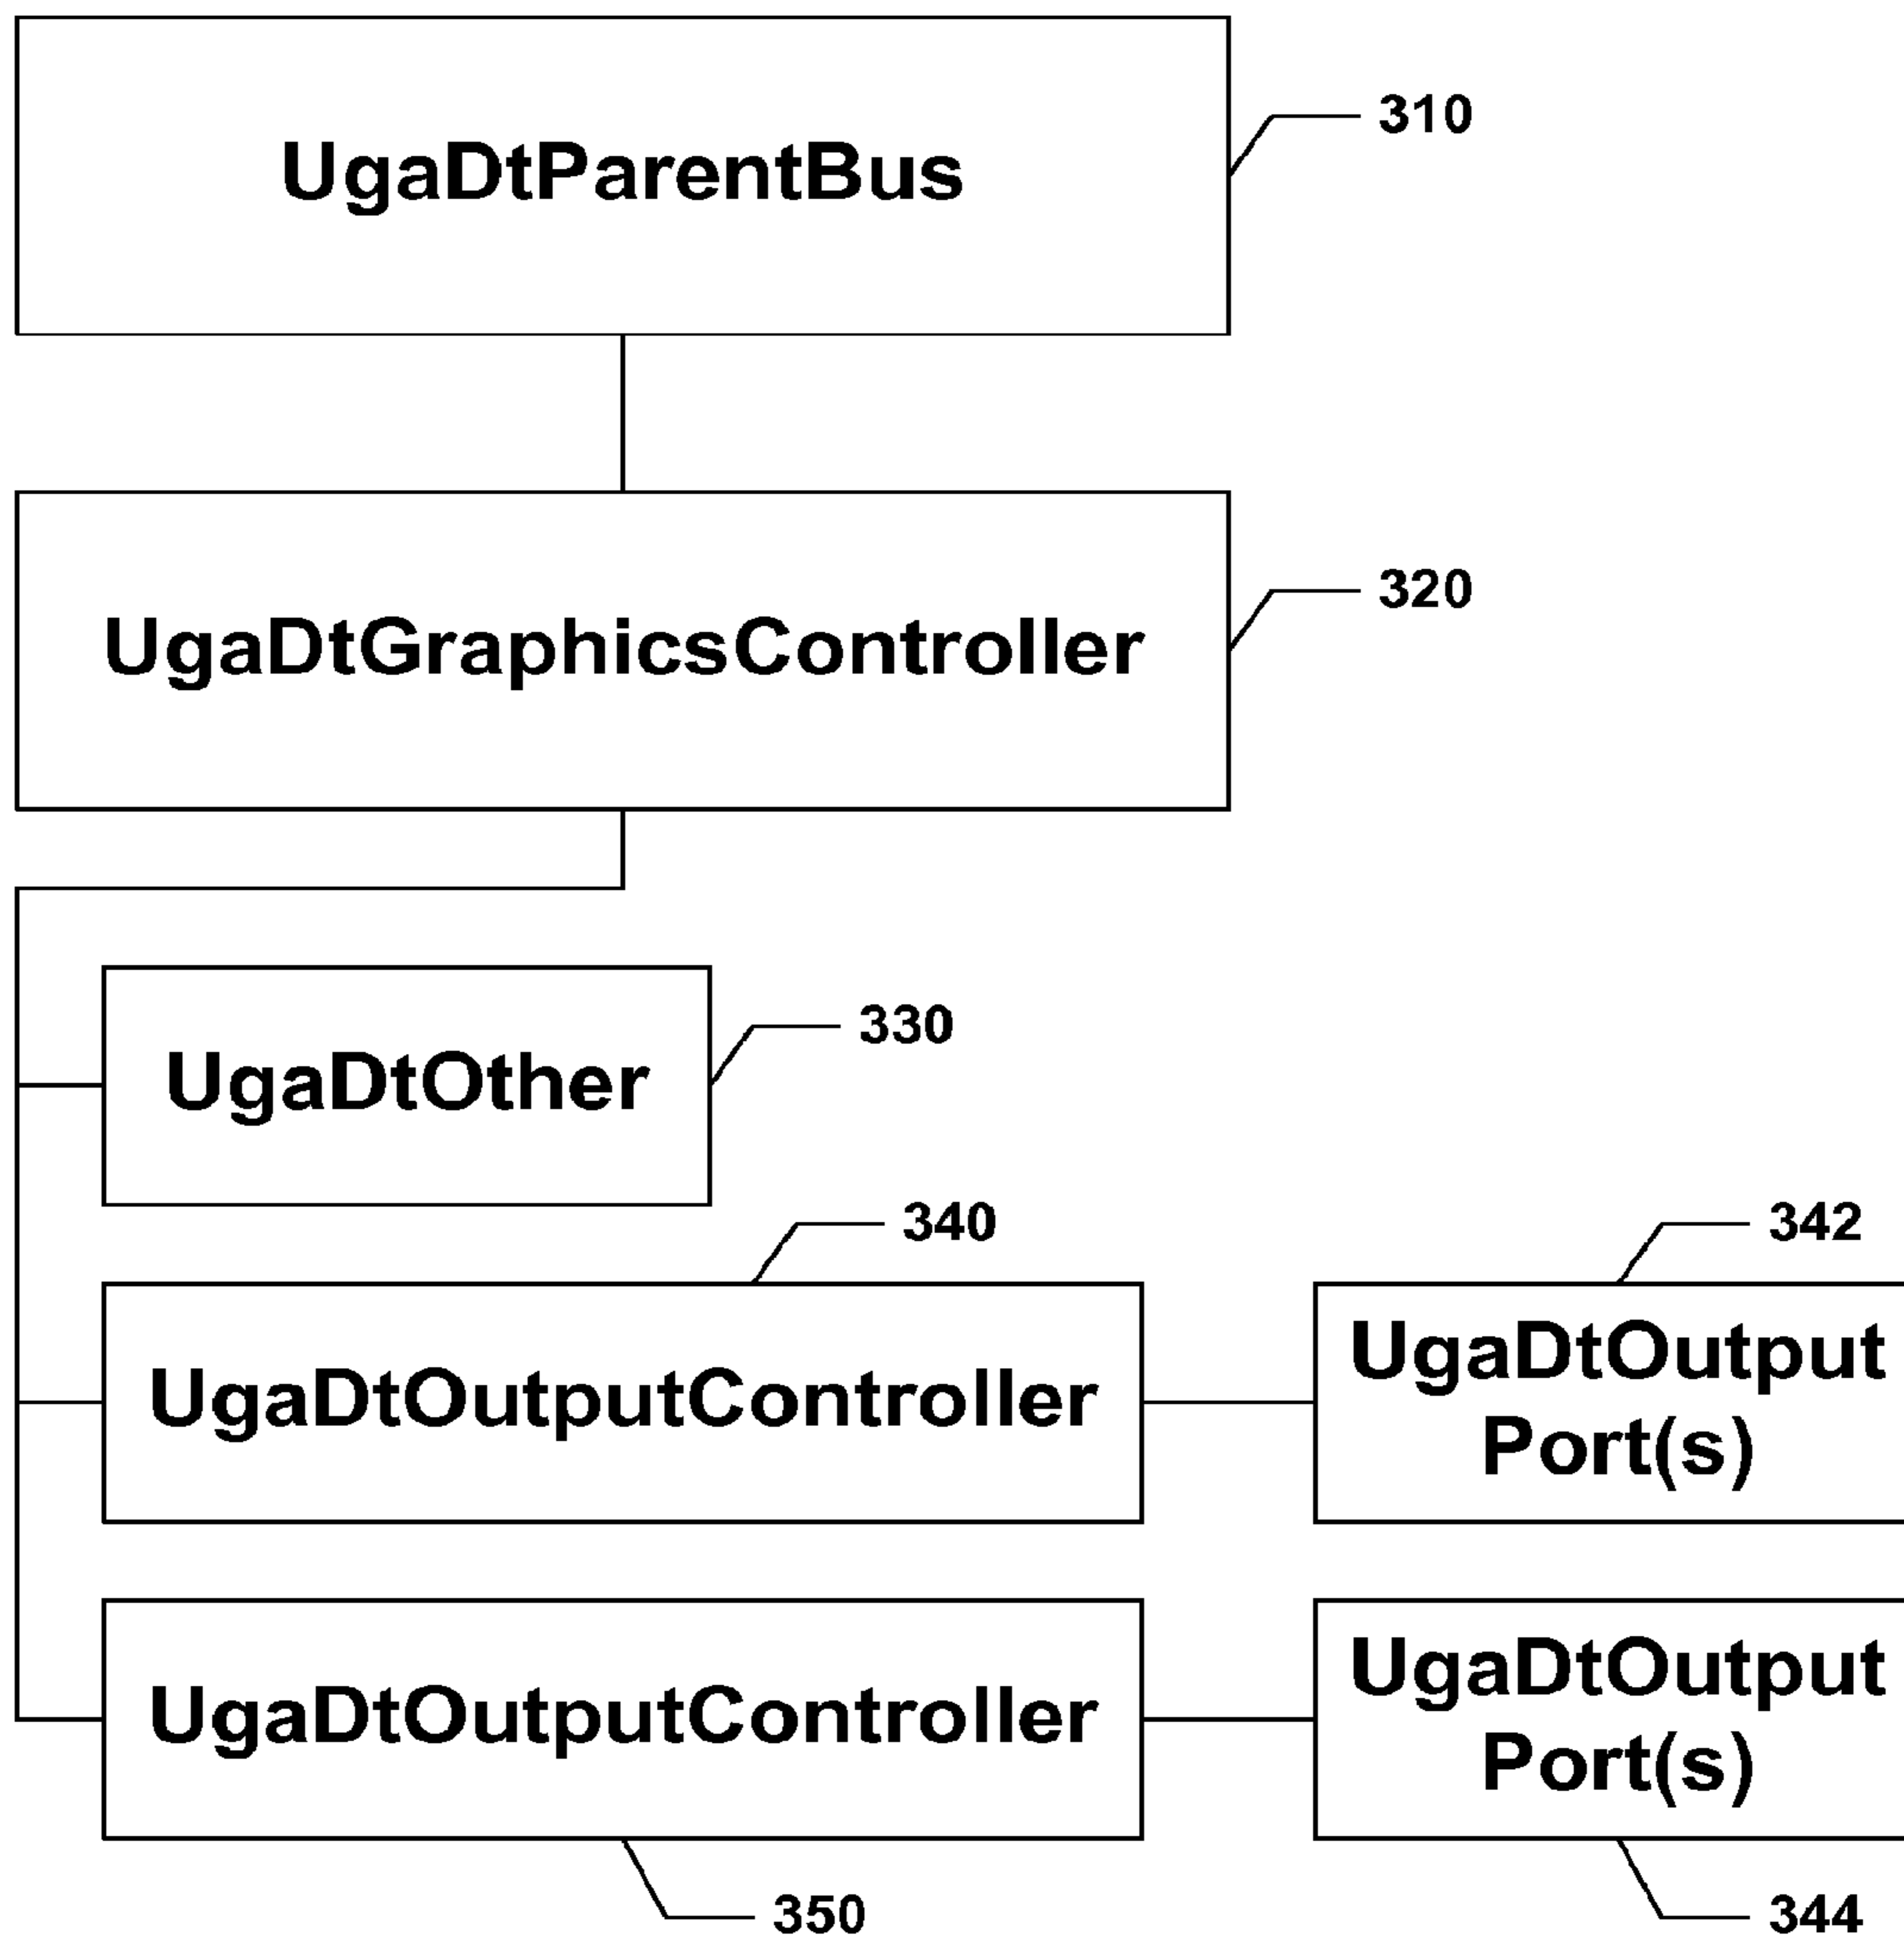 UgaDtParentBus
310
UgaDtGraphicsController
320
UgaDtOther
330
340
342
UgaDtOutputController
UgaDtOutput
Port(s)
UgaDtOutputController
UgaDtOutput
Port(s)
350
344